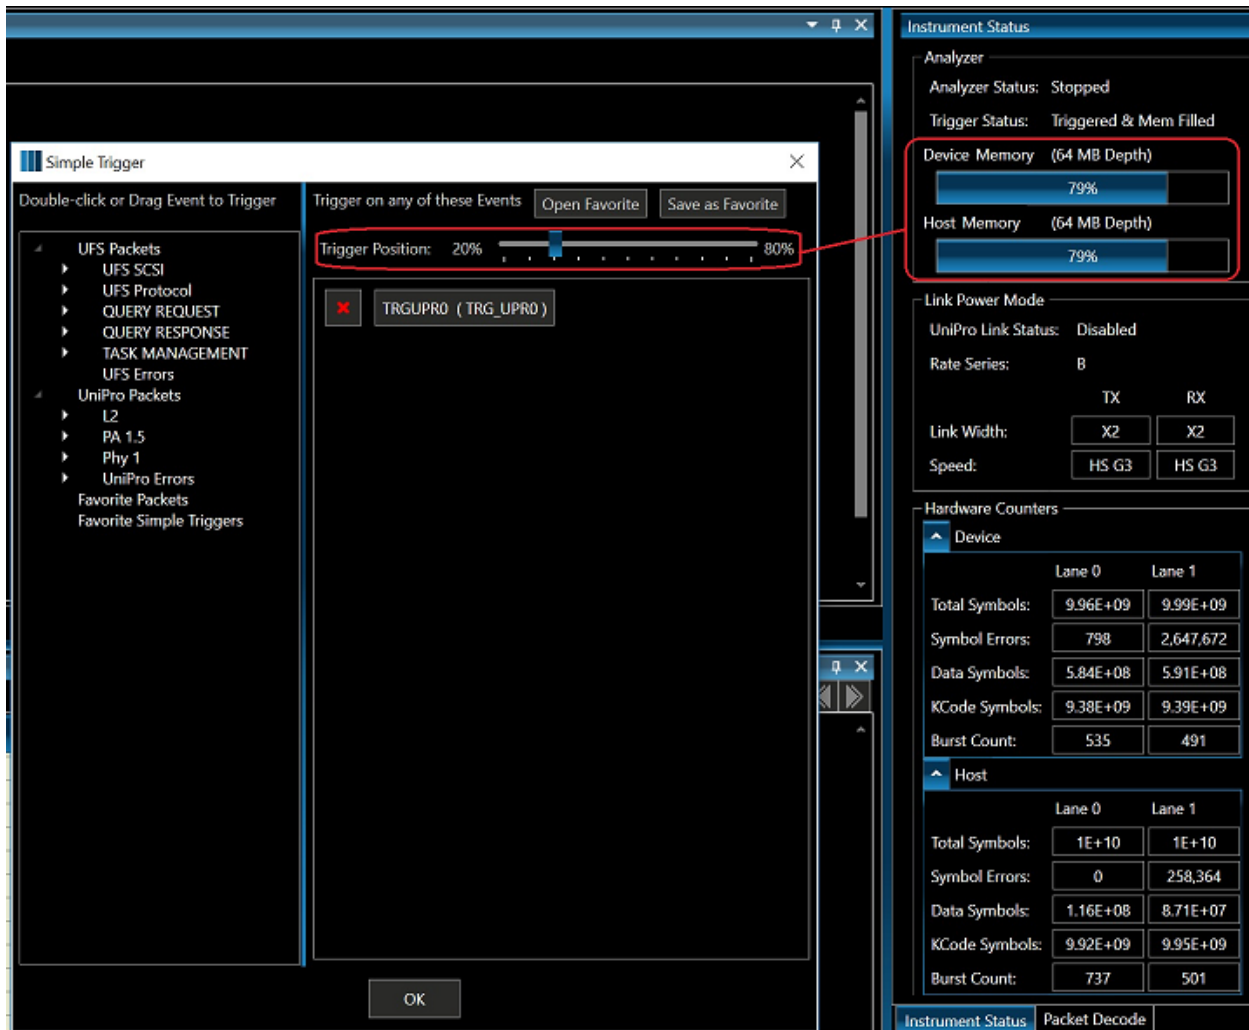 Simple Trigger
Double-click or Drag Event to Trigger
UFS Packets
UFS SCSI
UFS Protocol
QUERY REQUEST
QUERY RESPONSE
TASK MANAGEMENT
UFS Errors
UniPro Packets
L2
PA 1.5
Phy 1
UniPro Errors
Favorite Packets
Favorite Simple Triggers
Trigger on any of these Events Open Favorite Save as Favorite
Trigger Position: 20% 80%
TRGUPR0 ( TRG_UPR0 )
OK
Instrument Status
Analyzer
Analyzer Status: Stopped
Trigger Status: Triggered & Mem Filled
Device Memory (64 MB Depth)
79%
Host Memory (64 MB Depth)
79%
Link Power Mode
UniPro Link Status: Disabled
Rate Series: B
TX RX
Link Width: X2 X2
Speed: HS G3 HS G3
Hardware Counters
Device
Lane 0 Lane 1
Total Symbols: 9.96E+09 9.99E+09
Symbol Errors: 798 2,647,672
Data Symbols: 5.84E+08 5.91E+08
KCode Symbols: 9.38E+09 9.39E+09
Burst Count: 535 491
Host
Lane 0 Lane 1
Total Symbols: 1E+10 1E+10
Symbol Errors: 0 258,364
Data Symbols: 1.16E+08 8.71E+07
KCode Symbols: 9.92E+09 9.95E+09
Burst Count: 737 501
Instrument Status Packet Decode